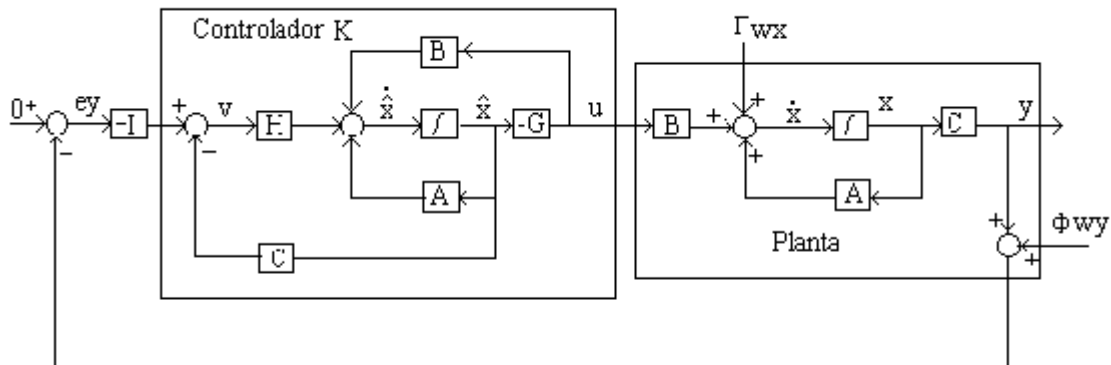 Controlador K
Γwx
B
0+
ey
-I
+
v
H
ẋ̂
∫
x̂
-G
u
B
+
+
ẋ
∫
x
C
y
−
−
+
A
A
+
Φwy
C
Planta
+